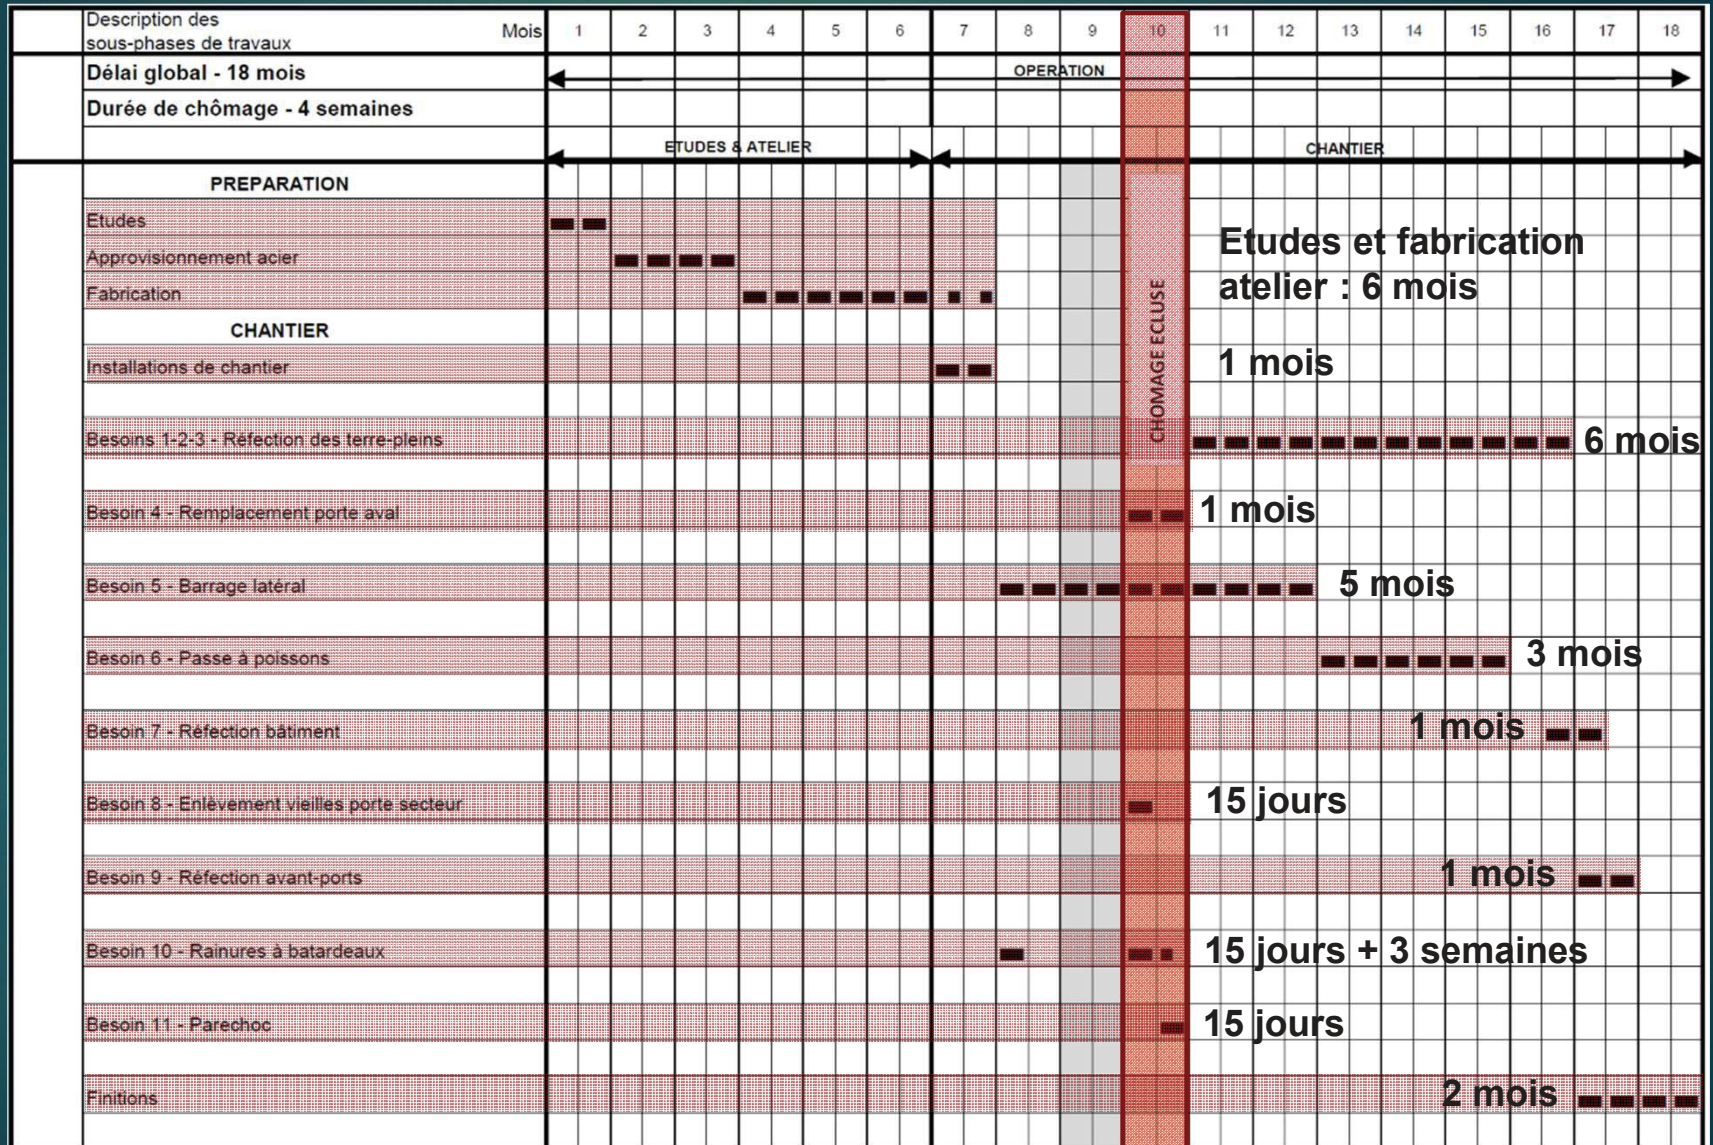 Description des
sous-phases de travaux
Mois 1 2 3 4 5 6 7 8 9 10 11 12 13 14 15 16 17 18
Délai global - 18 mois
OPERATION
Durée de chômage - 4 semaines
ETUDES & ATELIER
CHANTIER
PREPARATION
Etudes
Approvisionnement acier
Fabrication
Etudes et fabrication
atelier : 6 mois
CHOMAGE ECLUSE
CHANTIER
Installations de chantier
1 mois
Besoins 1-2-3 - Réfection des terre-pleins
6 mois
Besoin 4 - Remplacement porte aval
1 mois
Besoin 5 - Barrage latéral
5 mois
Besoin 6 - Passe à poissons
3 mois
Besoin 7 - Réfection bâtiment
1 mois
Besoin 8 - Enlèvement vieilles porte secteur
15 jours
Besoin 9 - Réfection avant-ports
1 mois
Besoin 10 - Rainures à batardeaux
15 jours + 3 semaines
Besoin 11 - Parechoc
15 jours
Finitions
2 mois